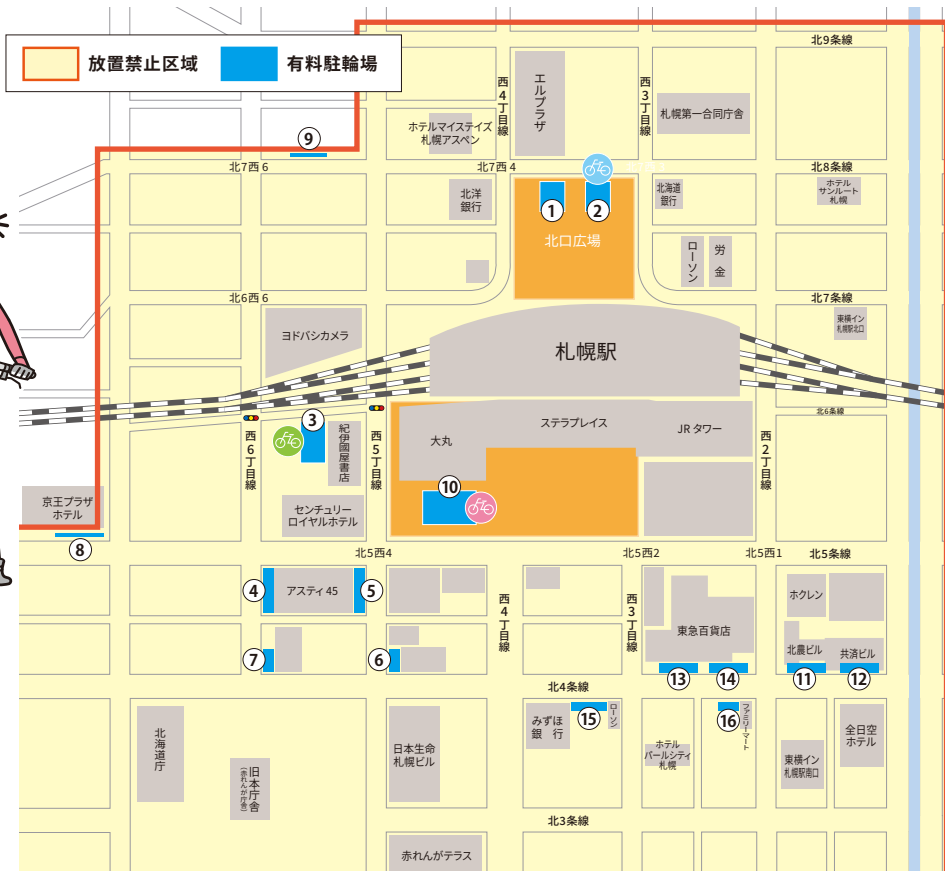 放置禁止区域
有料駐輪場
北9条線
西4丁目線
エルプラザ
西3丁目線
札幌第一合同庁舎
ホテルマイステイズ
札幌アスペン
⑨
北7西6
北7西4
北8条線
北洋
銀行
①
②
北海道
銀行
ホテル
サンルート
札幌
北口広場
ローソン
労金
北6西6
北7条線
ヨドバシカメラ
札幌駅
東横イン
札幌駅北口
北6条線
西6丁目線
③
紀伊國屋書店
西5丁目線
大丸
ステラプレイス
JRタワー
西2丁目線
⑩
京王プラザ
ホテル
センチュリー
ロイヤルホテル
⑧
北5西4
北5西2
北5西1
北5条線
④
アスティ45
⑤
西4丁目線
西3丁目線
東急百貨店
ホクレン
北農ビル
共済ビル
⑦
⑥
⑬
⑭
⑪
⑫
北4条線
北海道庁
旧本庁舎
(赤れんが庁舎)
日本生命
札幌ビル
みずほ
銀行
⑮
ローソン
ホテル
パールシティ
札幌
⑯
ファミリーマート
東横イン
札幌駅南口
全日空
ホテル
北3条線
赤れんがテラス